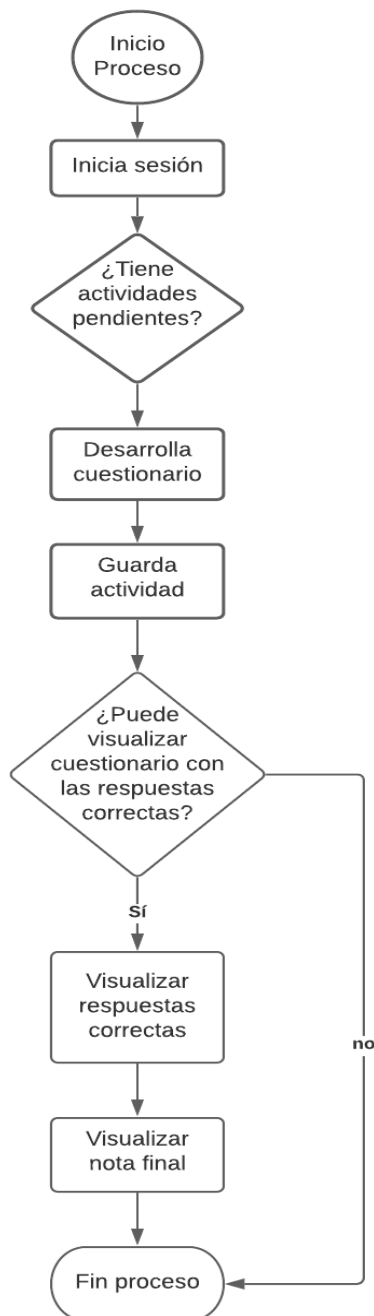 Inicio
Proceso
Inicia sesión
¿Tiene
actividades
pendientes?
Desarrolla
cuestionario
Guarda
actividad
¿Puede
visualizar
cuestionario con
las respuestas
correctas?
Sí
Visualizar
respuestas
correctas
no
Visualizar
nota final
Fin proceso